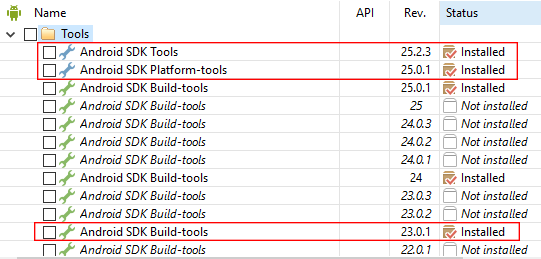 Name API Rev. Status
Tools
Android SDK Tools 25.2.3 Installed
Android SDK Platform-tools 25.0.1 Installed
Android SDK Build-tools 25.0.1 Installed
Android SDK Build-tools 25 Not installed
Android SDK Build-tools 24.0.3 Not installed
Android SDK Build-tools 24.0.2 Not installed
Android SDK Build-tools 24.0.1 Not installed
Android SDK Build-tools 24 Installed
Android SDK Build-tools 23.0.3 Not installed
Android SDK Build-tools 23.0.2 Not installed
Android SDK Build-tools 23.0.1 Installed
Android SDK Build-tools 22.0.1 Not installed